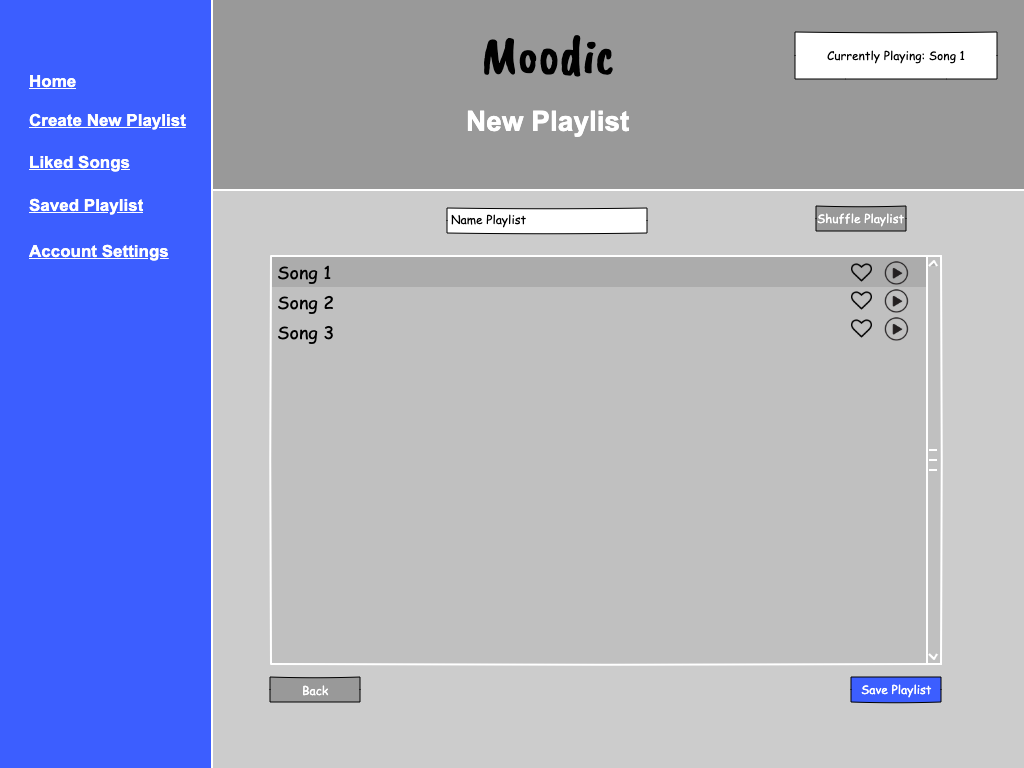 Home
Create New Playlist
Liked Songs
Saved Playlist
Account Settings
Moodic
New Playlist
Currently Playing: Song 1
Name Playlist
Shuffle Playlist
Song 1
Song 2
Song 3
Back
Save Playlist